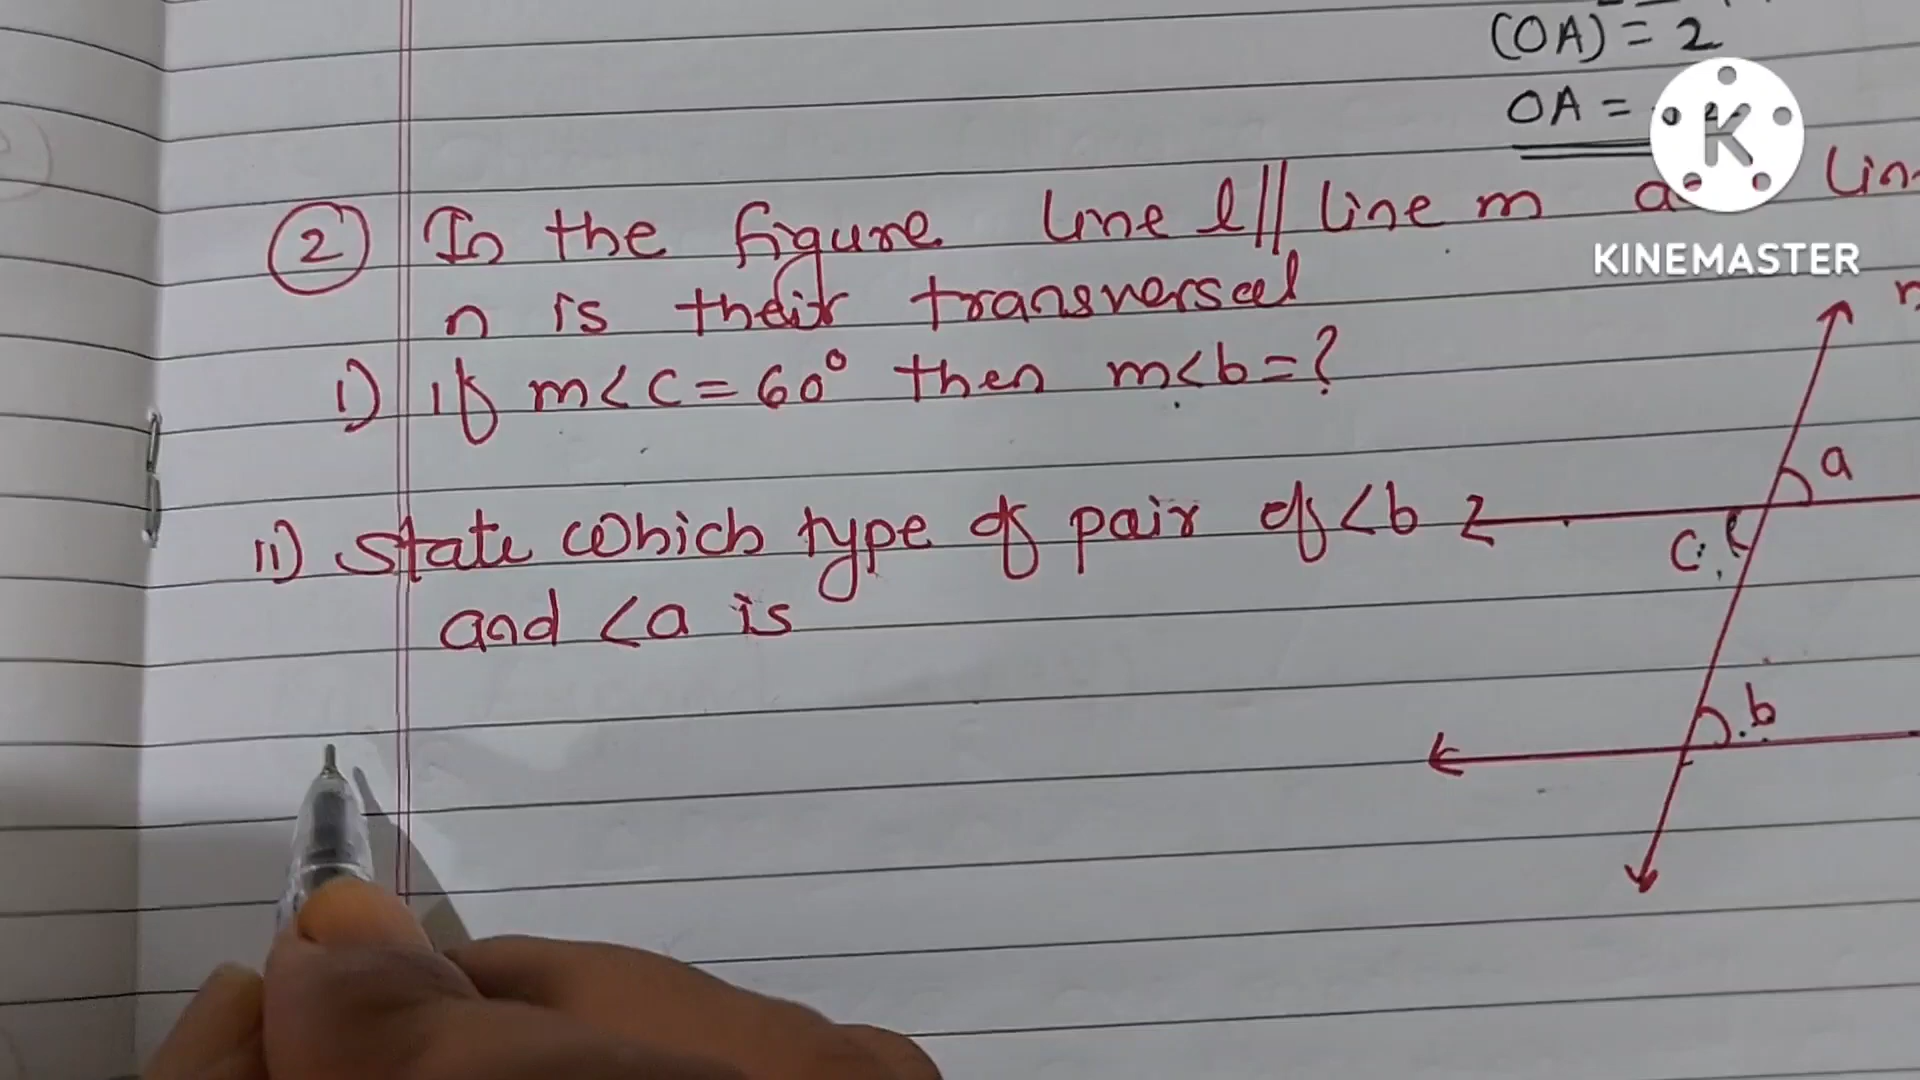 (OA) = 2
OA =
KINEMASTER
② In the figure line l || line m
n is their transversal
i) if m<c = 60° then m<b = ?
ii) State which type of pair of <b
and <a is
a
c
b